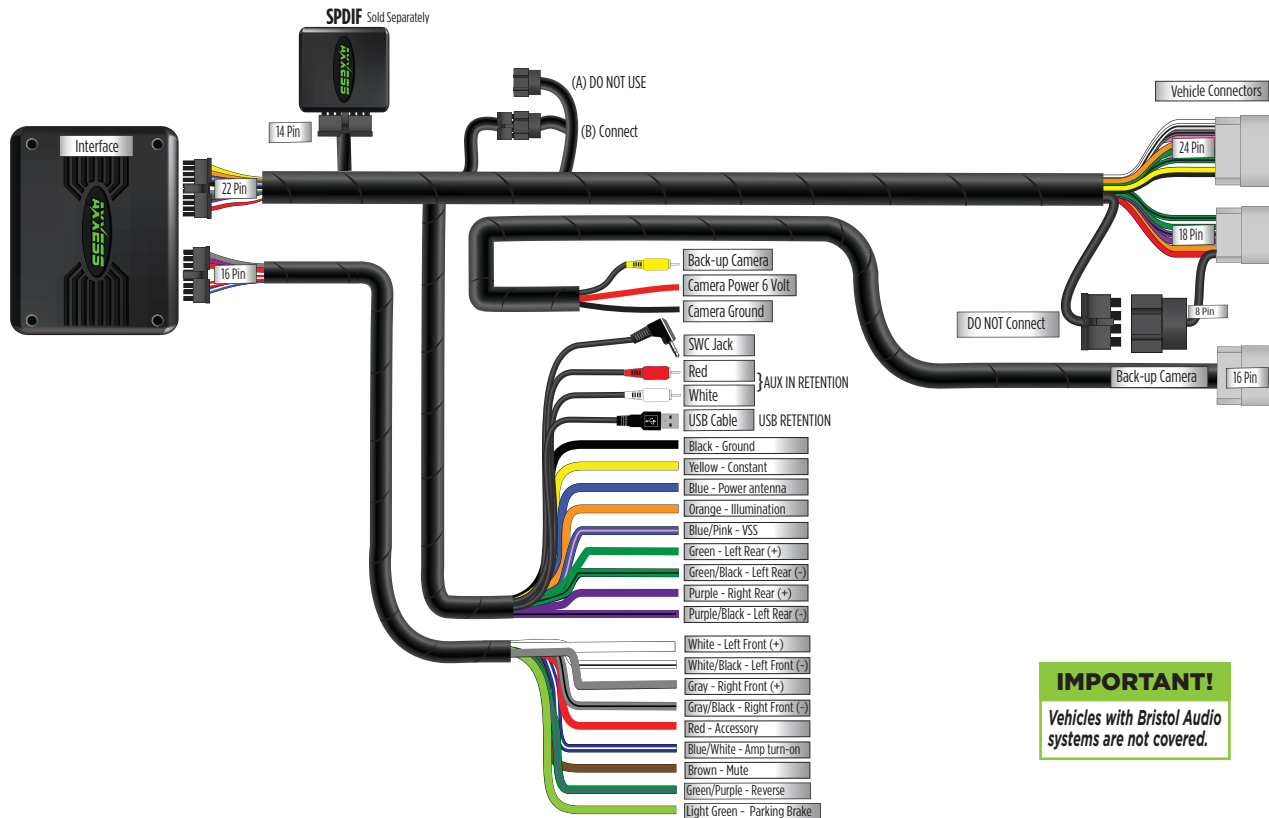 SPDIF Sold Separately
AXXESS
14 Pin
(A) DO NOT USE
(B) Connect
Vehicle Connectors
Interface
AXXESS
22 Pin
16 Pin
24 Pin
18 Pin
8 Pin
DO NOT Connect
Back-up Camera
16 Pin
Back-up Camera
Camera Power 6 Volt
Camera Ground
SWC Jack
Red
White
}AUX IN RETENTION
USB Cable
USB RETENTION
Black - Ground
Yellow - Constant
Blue - Power antenna
Orange - Illumination
Blue/Pink - VSS
Green - Left Rear (+)
Green/Black - Left Rear (-)
Purple - Right Rear (+)
Purple/Black - Left Rear (-)
White - Left Front (+)
White/Black - Left Front (-)
Gray - Right Front (+)
Gray/Black - Right Front (-)
Red - Accessory
Blue/White - Amp turn-on
Brown - Mute
Green/Purple - Reverse
Light Green - Parking Brake
IMPORTANT!
Vehicles with Bristol Audio
systems are not covered.